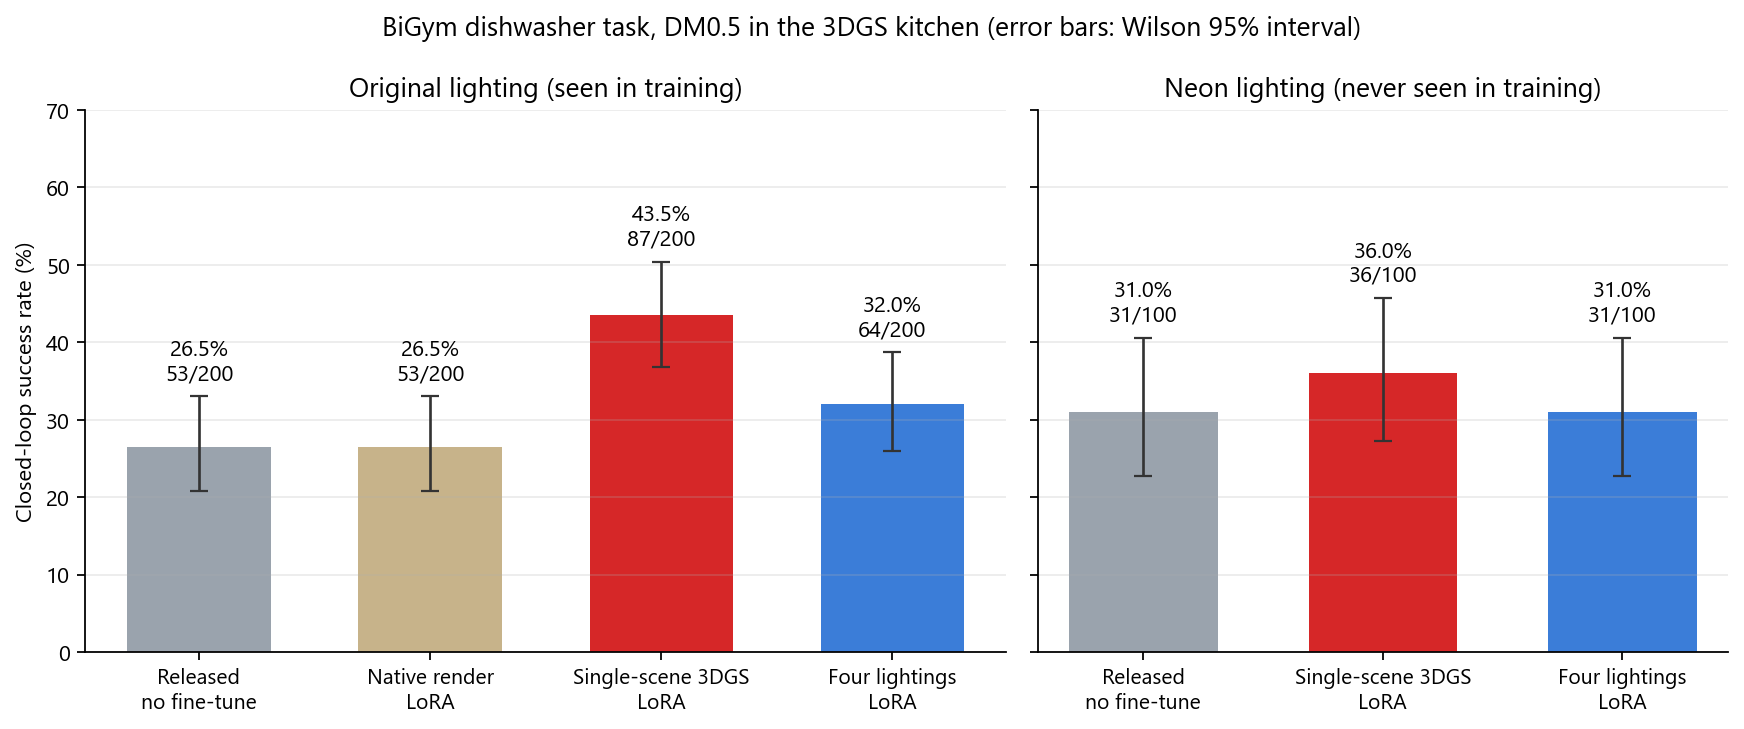 BiGym dishwasher task, DM0.5 in the 3DGS kitchen (error bars: Wilson 95% interval)
Original lighting (seen in training)
Closed-loop success rate (%)
70
60
50
40
30
20
10
0
26.5%
53/200
26.5%
53/200
43.5%
87/200
32.0%
64/200
Released
no fine-tune
Native render
LoRA
Single-scene 3DGS
LoRA
Four lightings
LoRA
Neon lighting (never seen in training)
31.0%
31/100
36.0%
36/100
31.0%
31/100
Released
no fine-tune
Single-scene 3DGS
LoRA
Four lightings
LoRA